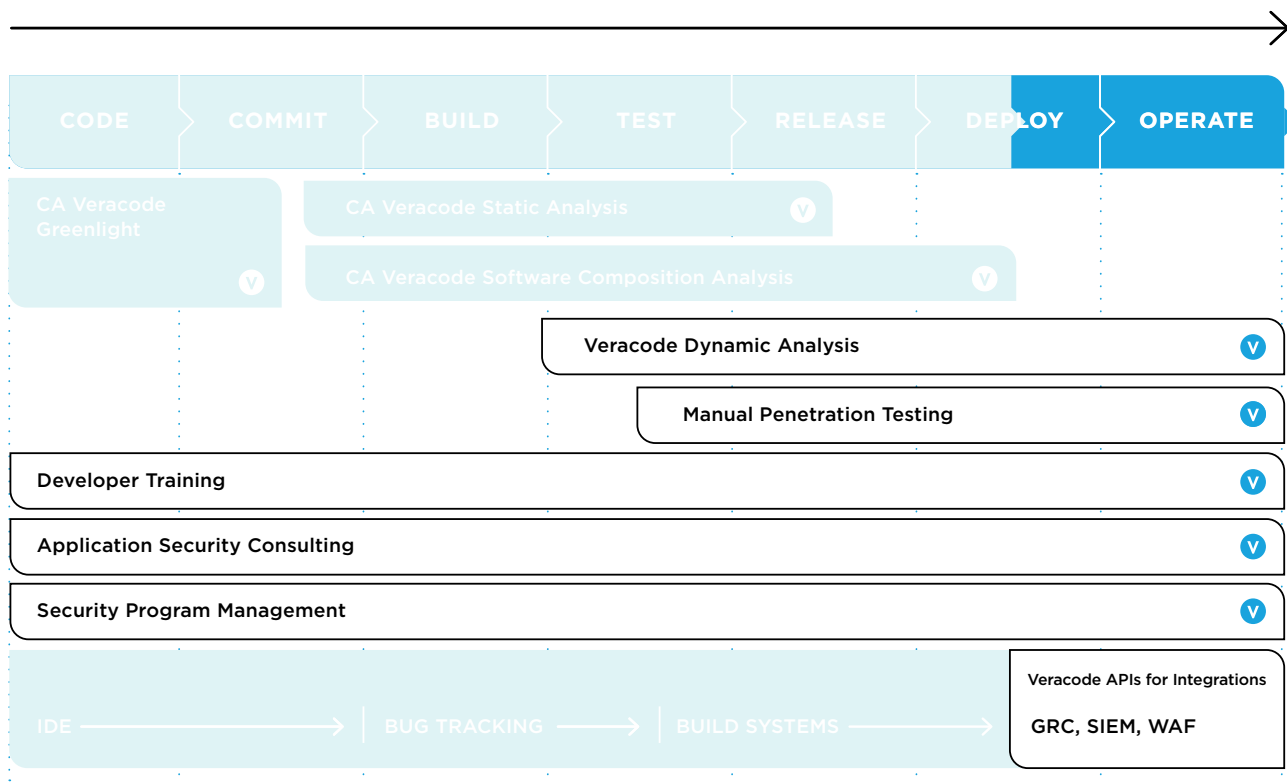 CODE
COMMIT
BUILD
TEST
RELEASE
DEPLOY
OPERATE
CA Veracode
Greenlight
V
CA Veracode Static Analysis
V
CA Veracode Software Composition Analysis
V
Veracode Dynamic Analysis
V
Manual Penetration Testing
V
Developer Training
V
Application Security Consulting
V
Security Program Management
V
IDE
BUG TRACKING
BUILD SYSTEMS
Veracode APIs for Integrations
GRC, SIEM, WAF